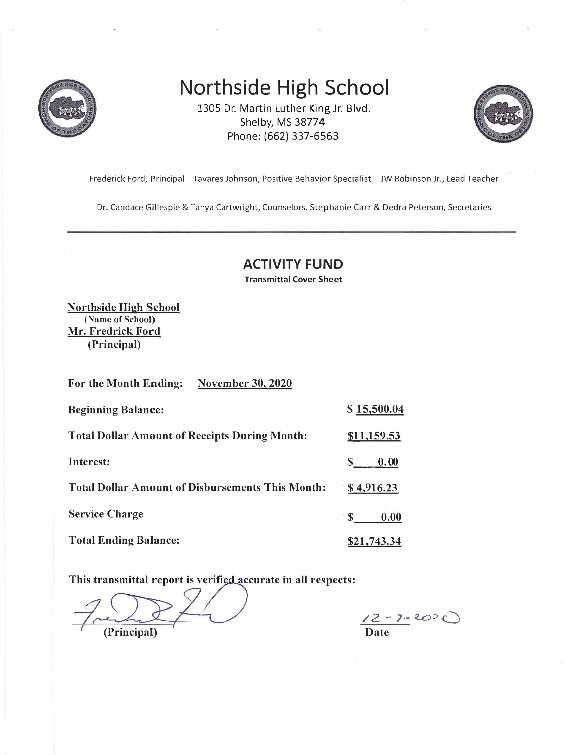 Northside High School
1305 Dr. Martin Luther King Jr. Blvd.
Shelby, MS 38774
Phone: (662) 337-6563
Frederick Ford, Principal Tavares Johnson, Positive Behavior Specialist JW Robinson Jr., Lead Teacher
Dr. Candace Gillespie & Tanya Cartwright, Counselors. Stephanie Carr & Dedra Peterson, Secretaries
ACTIVITY FUND
Transmittal Cover Sheet
Northside High School
(Name of School)
Mr. Fredrick Ford
(Principal)
For the Month Ending: November 30, 2020
Beginning Balance: $ 15,500.04
Total Dollar Amount of Receipts During Month: $11,159.53
Interest: $ 0.00
Total Dollar Amount of Disbursements This Month: $ 4,916.23
Service Charge $ 0.00
Total Ending Balance: $21,743.34
This transmittal report is verified accurate in all respects:
12-7-2020
(Principal) Date